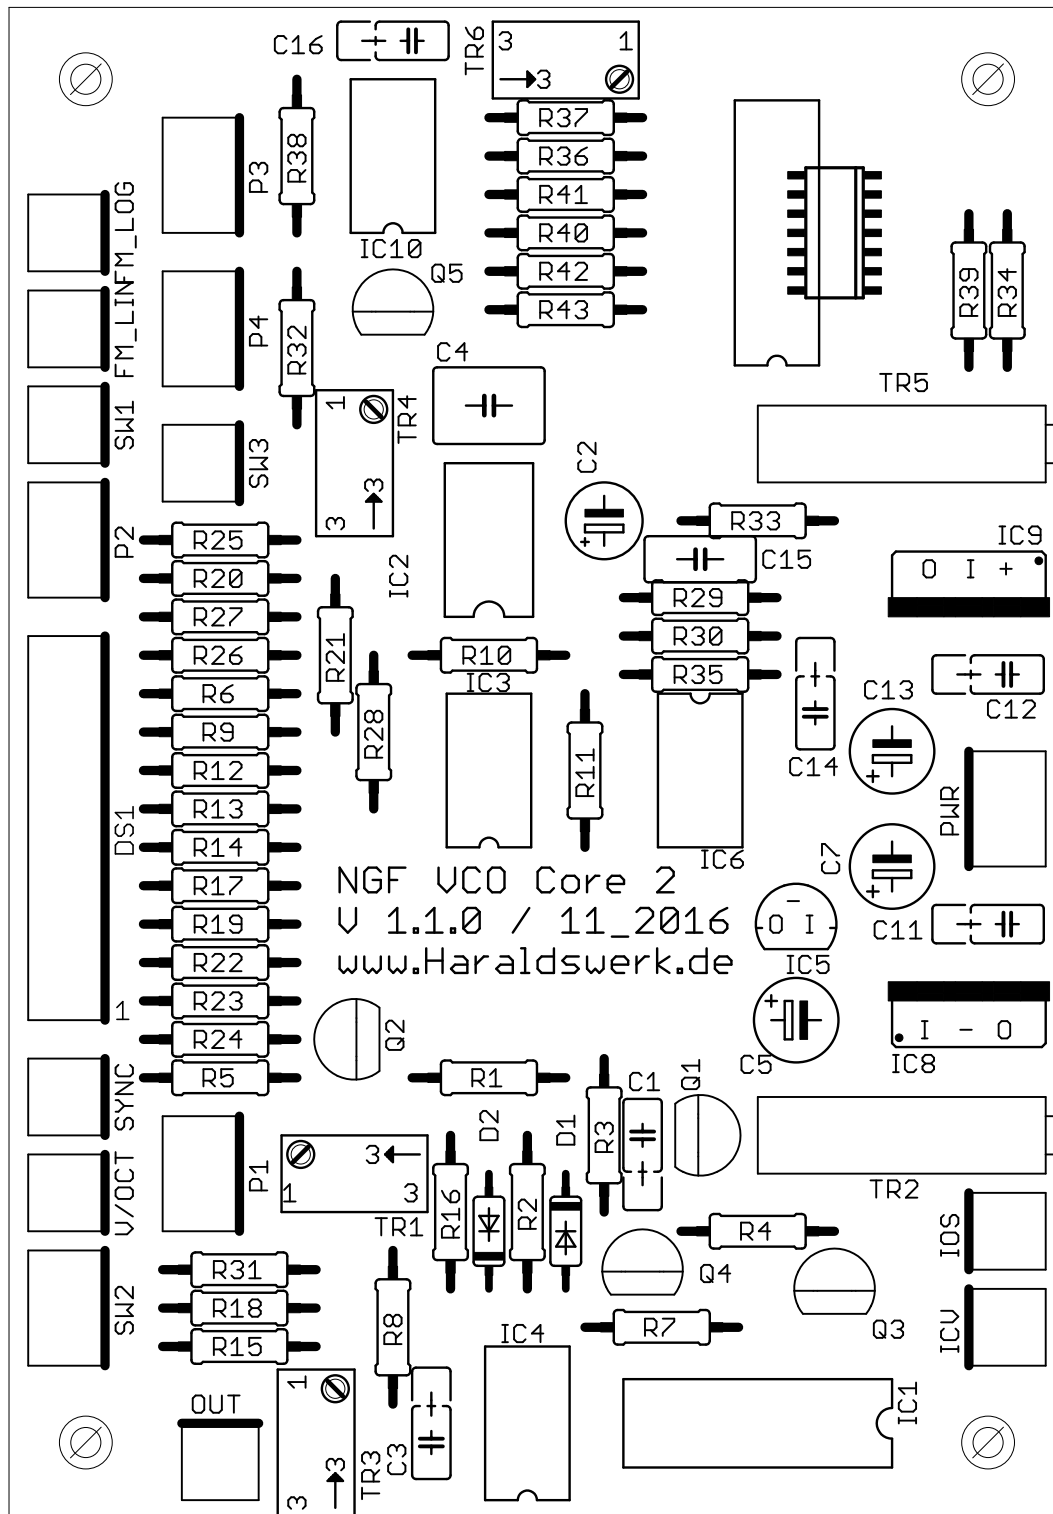 C16
TR6
3 1
3
R37
R38
R36
P3
R41
FM_LOG
R40
IC10
Q5
R42
R39
R34
FM_LIN
R43
P4
R32
C4
TR5
1
TR4
SW1
SW3
C2
3
3
R33
P2
R25
IC9
C15
O I +
R20
IC2
R29
R27
R21
R30
R26
R10
R35
IC3
R6
C13
C12
R9
R28
R12
R11
C14
R13
PWR
DS1
R14
IC6
C7
NGF VCO Core 2
R17
V 1.1.0 / 11_2016
R19
-
O I
C11
www.Haraldswerk.de
R22
IC5
R23
1
R24
Q2
I - O
C5
IC8
R5
R1
Q1
C1
SYNC
D2
D1
R3
3
V/OCT
P1
1
3
TR2
R16
R2
TR1
R4
IOS
R31
Q4
SW2
R18
R8
IC4
R7
Q3
ICV
R15
1
OUT
IC1
3
TR3
C3
3